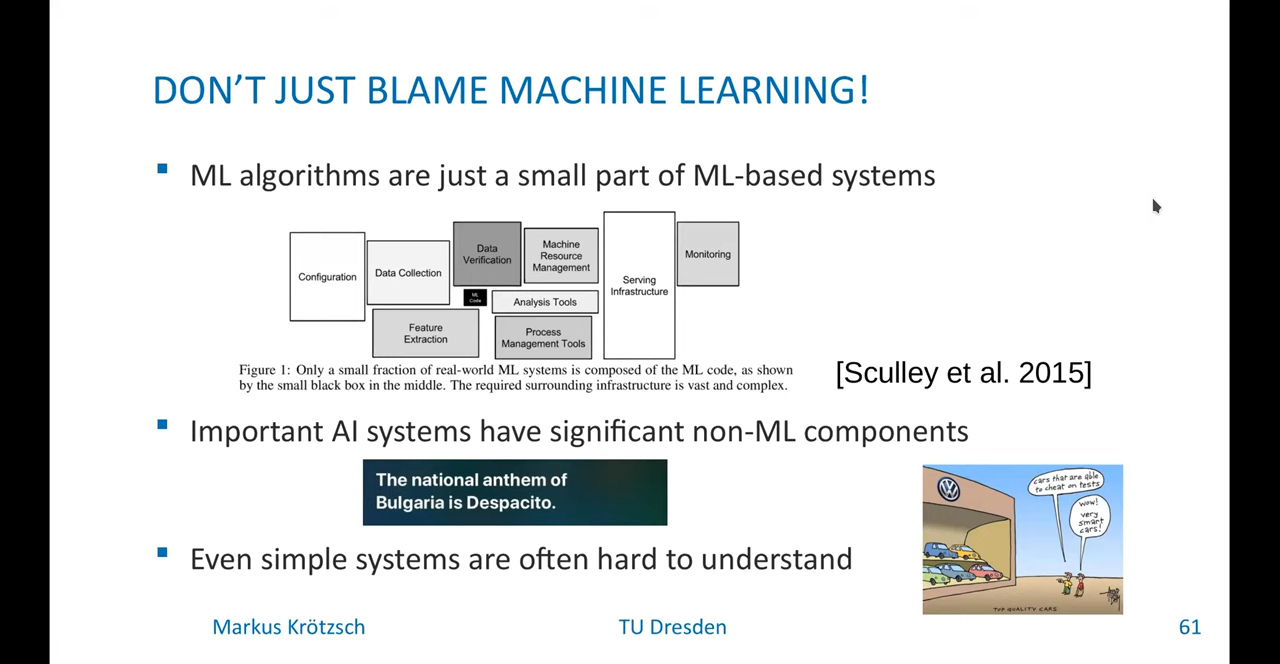 DON'T JUST BLAME MACHINE LEARNING!
ML algorithms are just a small part of ML-based systems
Configuration
Data Collection
Data
Verification
Machine
Resource
Management
Serving
Infrastructure
Monitoring
ML
Code
Analysis Tools
Feature
Extraction
Process
Management Tools
Figure 1: Only a small fraction of real-world ML systems is composed of the ML code, as shown
by the small black box in the middle. The required surrounding infrastructure is vast and complex.
[Sculley et al. 2015]
Important AI systems have significant non-ML components
The national anthem of
Bulgaria is Despacito.
cars that are able
to cheat on tests
wow!
very
smart
cars!
TOP QUALITY CARS
Even simple systems are often hard to understand
Markus Krötzsch
TU Dresden
61